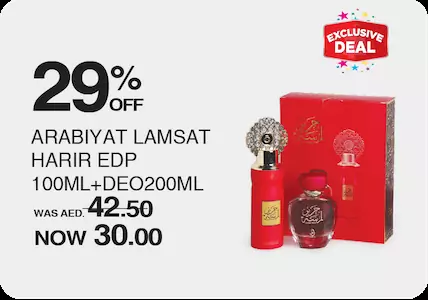 EXCLUSIVE
DEAL
29% OFF
ARABIYAT LAMSAT
HARIR EDP
100ML+DEO200ML
WAS AED. 42.50
NOW 30.00